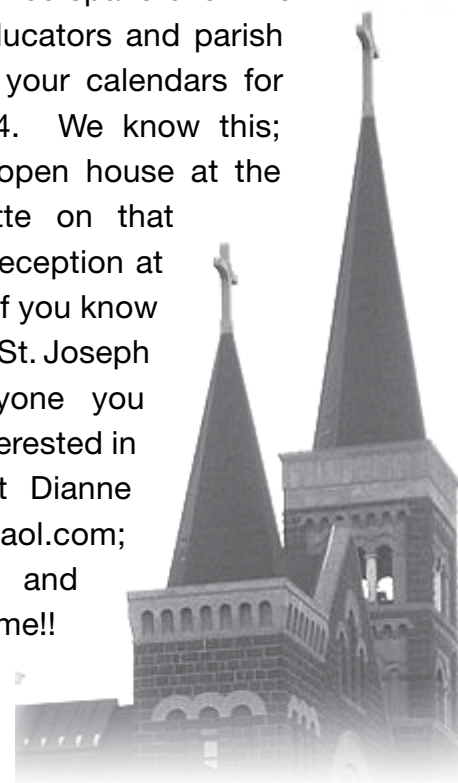 ducators and parish
your calendars for
4. We know this;
open house at the
tte on that
eception at
f you know
St. Joseph
yone you
erested in
t Dianne
aol.com;
and
me!!